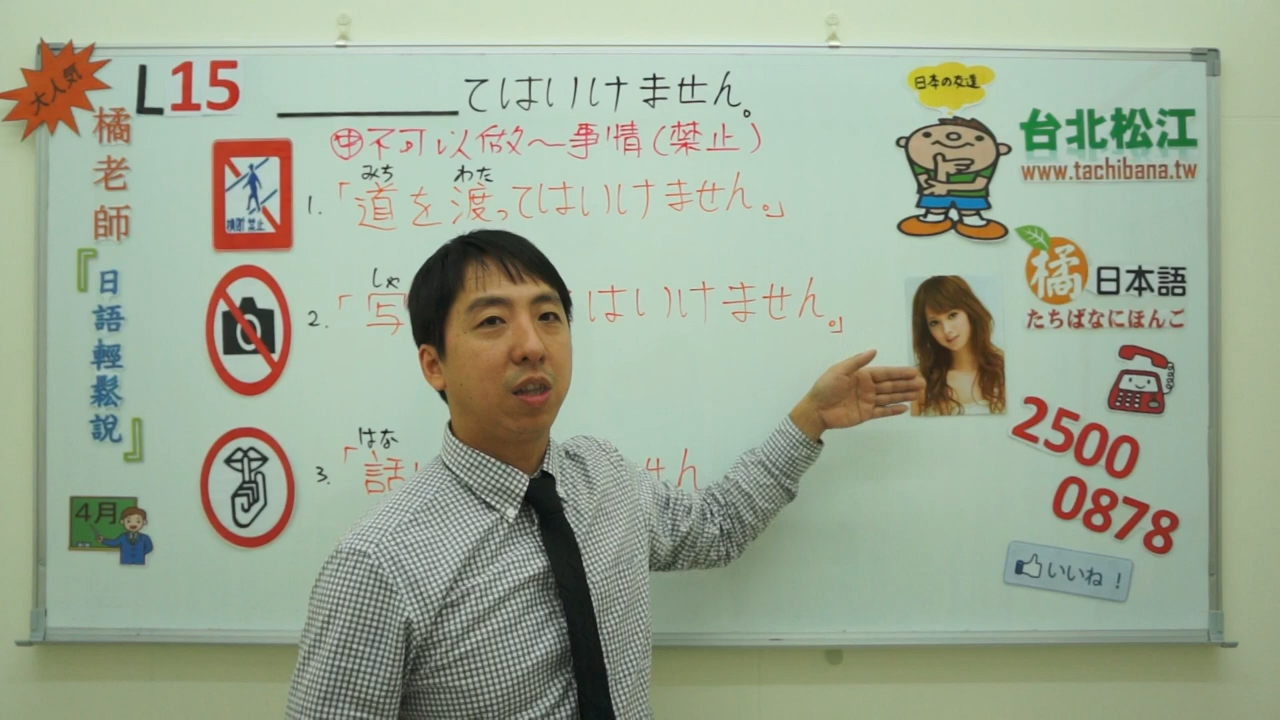 大人気
L15
＿＿＿てはいけません。
㊥不可以做～事情(禁止)
橘老師
『日語輕鬆說』
4月
横断禁止
1.「道を渡ってはいけません。」
みち わた
2.「写 はいけません。」
しゃ
3.「話 せん
はな
日本の友達
台北松江
www.tachibana.tw
橘日本語
たちばなにほんご
2500
0878
いいね！